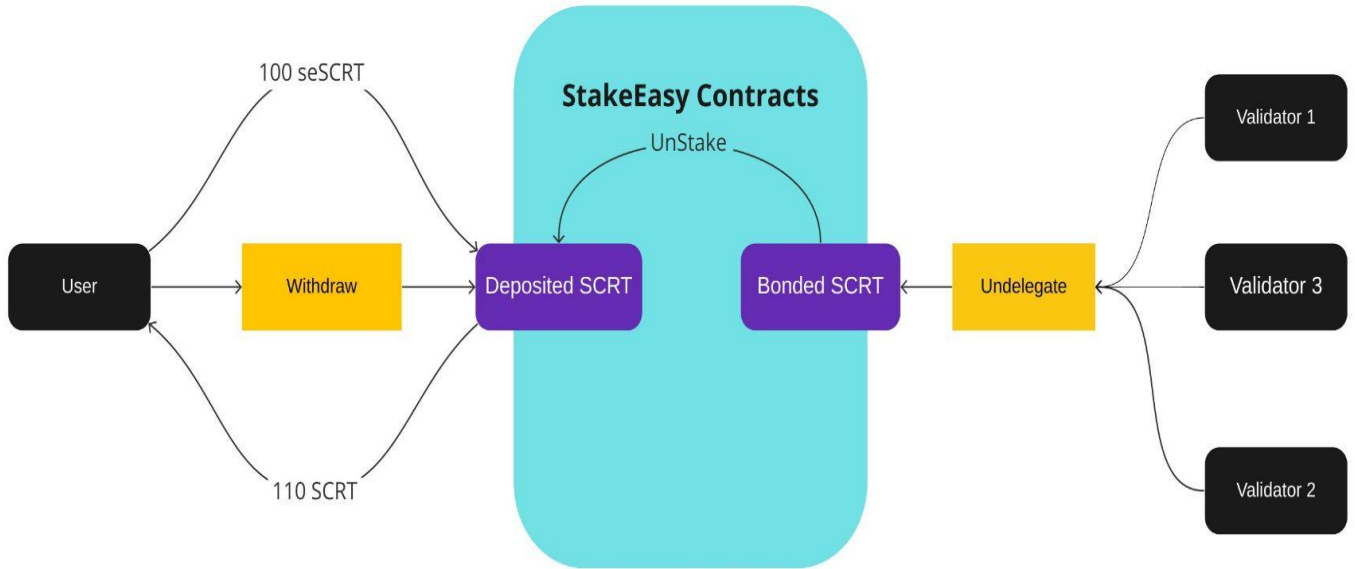 100 seSCRT
StakeEasy Contracts
UnStake
Validator 1
User
Withdraw
Deposited SCRT
Bonded SCRT
Undelegate
Validator 3
110 SCRT
Validator 2